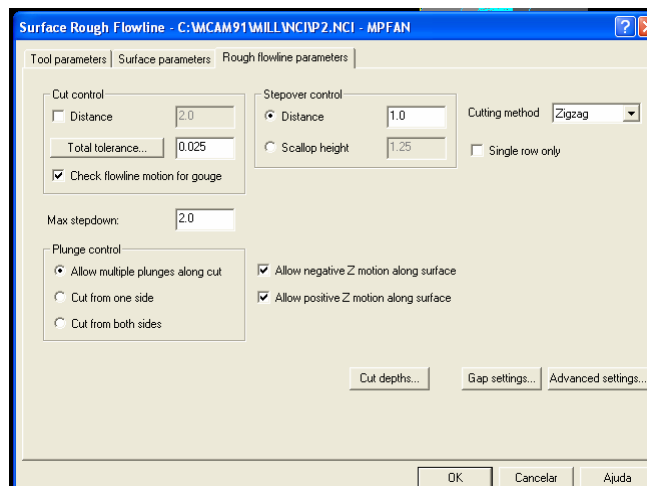 Surface Rough Flowline - C:\MCAM91\MILL\NCI\P2.NCI - MPFAN
Tool parameters Surface parameters Rough flowline parameters
Cut control
Distance 2.0
Total tolerance... 0.025
Check flowline motion for gouge
Stepover control
Distance 1.0
Scallop height 1.25
Cutting method Zigzag
Single row only
Max stepdown: 2.0
Plunge control
Allow multiple plunges along cut
Cut from one side
Cut from both sides
Allow negative Z motion along surface
Allow positive Z motion along surface
Cut depths... Gap settings... Advanced settings...
OK Cancelar Ajuda